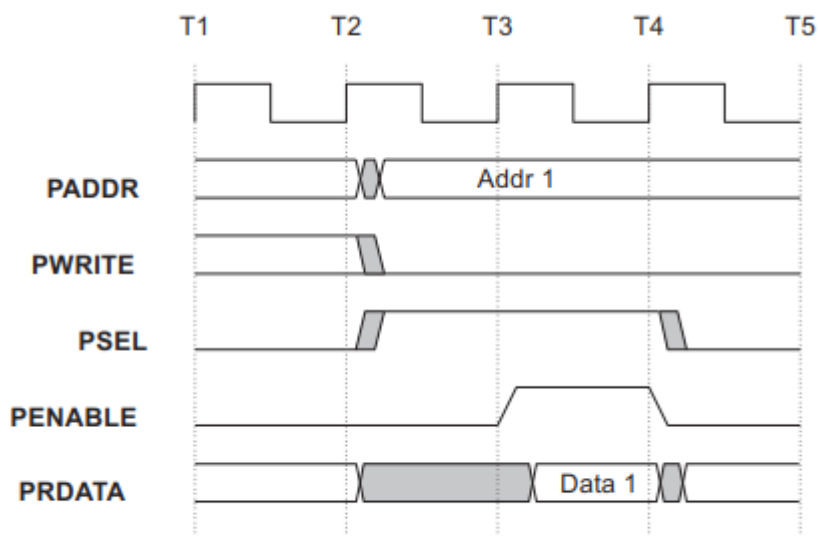 T1 T2 T3 T4 T5
PADDR Addr 1
PWRITE
PSEL
PENABLE
PRDATA Data 1